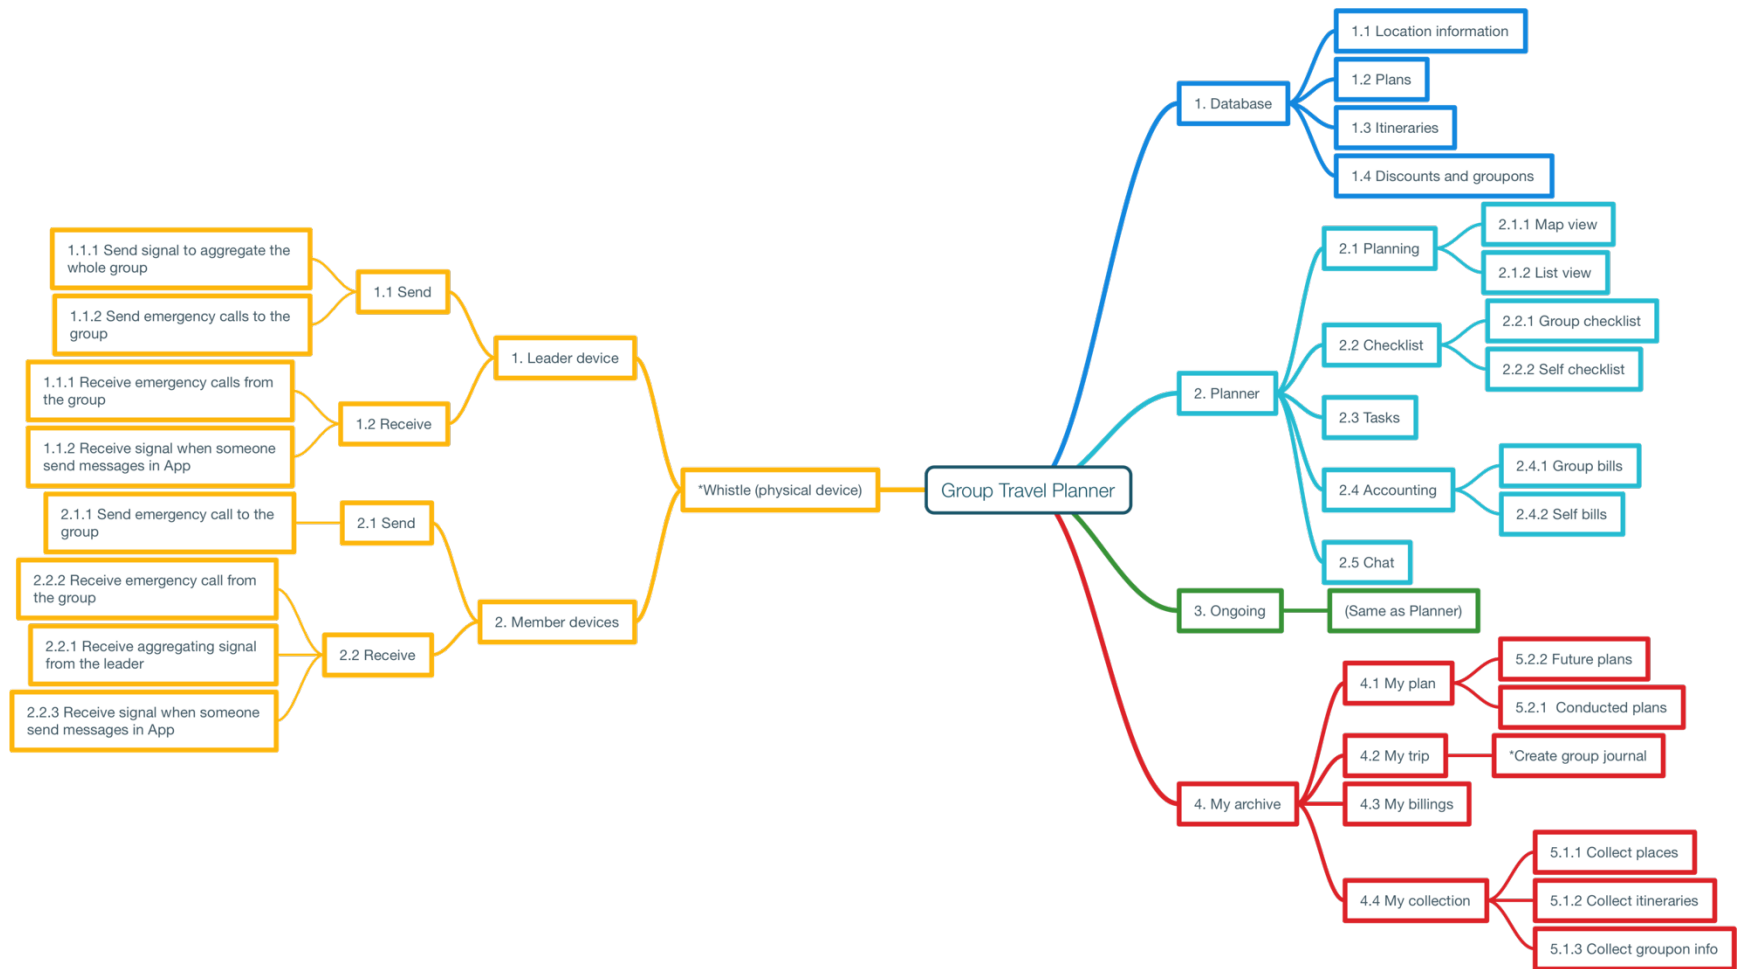 Group Travel Planner
1. Database
1.1 Location information
1.2 Plans
1.3 Itineraries
1.4 Discounts and groupons
2. Planner
2.1 Planning
2.1.1 Map view
2.1.2 List view
2.2 Checklist
2.2.1 Group checklist
2.2.2 Self checklist
2.3 Tasks
2.4 Accounting
2.4.1 Group bills
2.4.2 Self bills
2.5 Chat
3. Ongoing
(Same as Planner)
4. My archive
4.1 My plan
5.2.2 Future plans
5.2.1 Conducted plans
4.2 My trip
*Create group journal
4.3 My billings
4.4 My collection
5.1.1 Collect places
5.1.2 Collect itineraries
5.1.3 Collect groupon info
*Whistle (physical device)
1. Leader device
1.1 Send
1.1.1 Send signal to aggregate the
whole group
1.1.2 Send emergency calls to the
group
1.2 Receive
1.1.1 Receive emergency calls from
the group
1.1.2 Receive signal when someone
send messages in App
2. Member devices
2.1 Send
2.1.1 Send emergency call to the
group
2.2 Receive
2.2.2 Receive emergency call from
the group
2.2.1 Receive aggregating signal
from the leader
2.2.3 Receive signal when someone
send messages in App